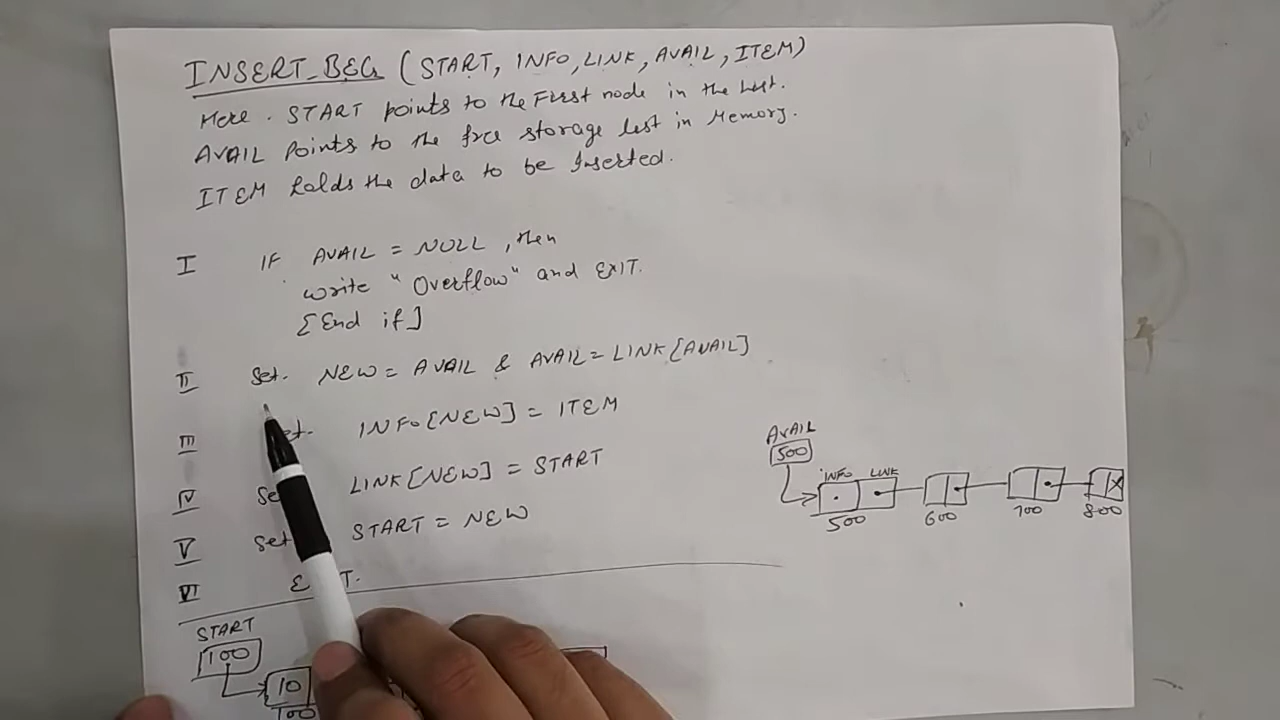 INSERT_BEG (START, INFO, LINK, AVAIL, ITEM)
Here. START points to the First node in the List.
AVAIL Points to the free storage list in Memory.
ITEM holds the data to be Inserted.
I IF AVAIL = NULL, then
write "Overflow" and EXIT.
[End if]
II Set. NEW = AVAIL & AVAIL = LINK[AVAIL]
III INFO[NEW] = ITEM
IV LINK[NEW] = START
V Set START = NEW
VI
AVAIL
500
INFO LINK
500 600 700 800
START
100
10
100